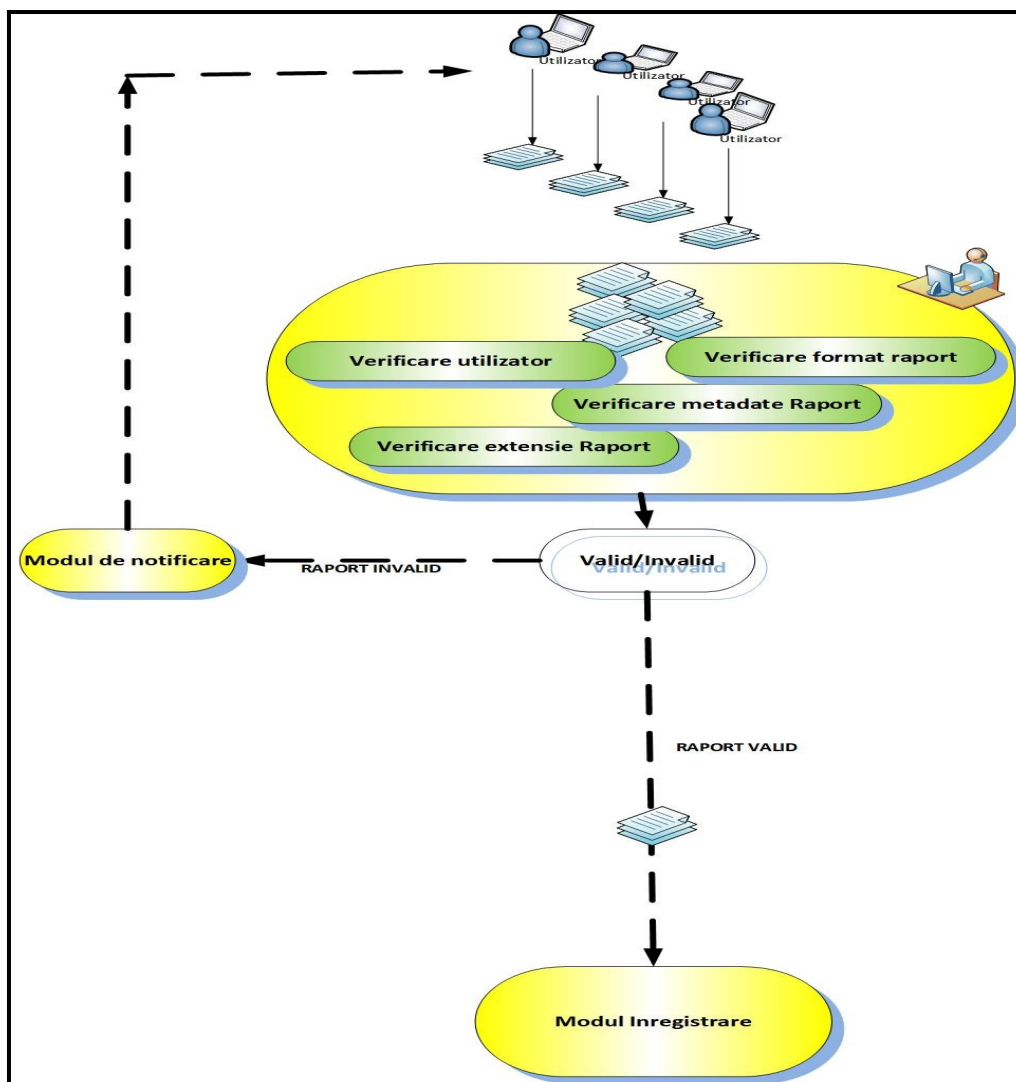 Utilizator
Utilizator
Utilizator
Utilizator
Verificare utilizator
Verificare format raport
Verificare metadate Raport
Verificare extensie Raport
Modul de notificare
RAPORT INVALID
Valid/Invalid
Valid/Invalid
RAPORT VALID
Modul Inregistrare